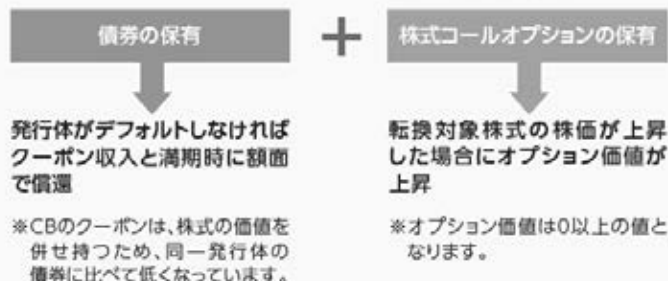 債券の保有
+
株式コールオプションの保有
発行体がデフォルトしなければ
クーポン収入と満期時に額面
で償還
※CBのクーポンは、株式の価値を
併せ持つため、同一発行体の
債券に比べて低くなっています。
転換対象株式の株価が上昇
した場合にオプション価値が
上昇
※オプション価値は0以上の値と
なります。